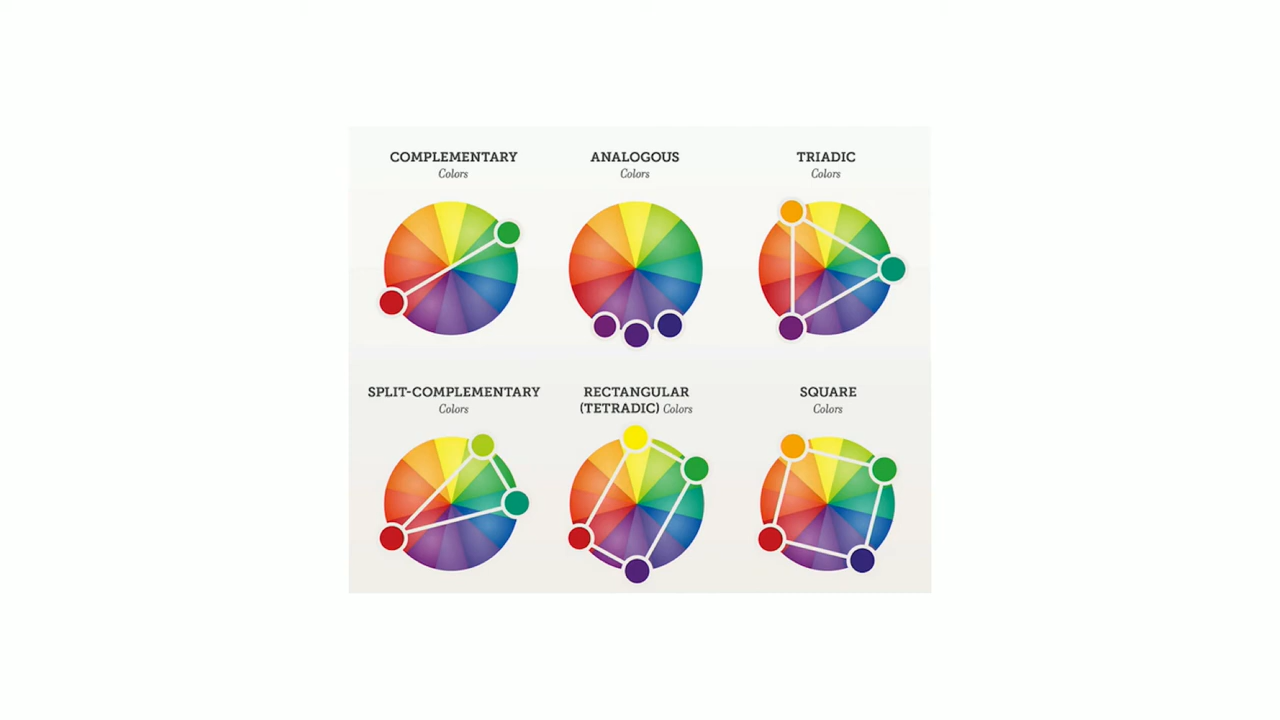 COMPLEMENTARY
Colors
ANALOGOUS
Colors
TRIADIC
Colors
SPLIT-COMPLEMENTARY
Colors
RECTANGULAR
(TETRADIC) Colors
SQUARE
Colors